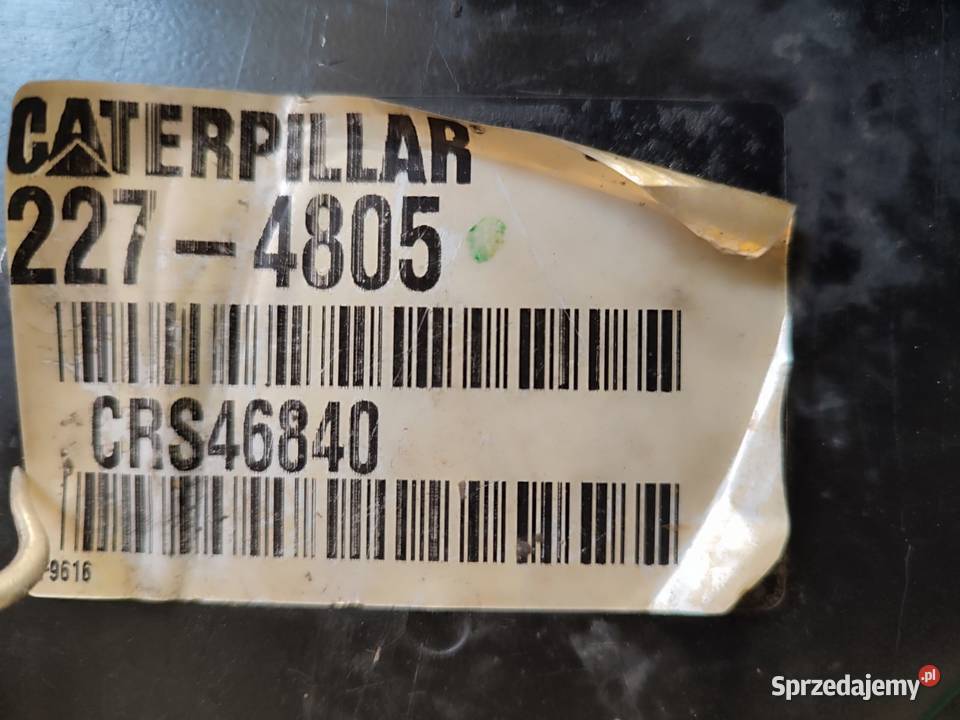 CATERPILLAR®
227-4805
CRS46840
-9616
Sprzedajemy.pl